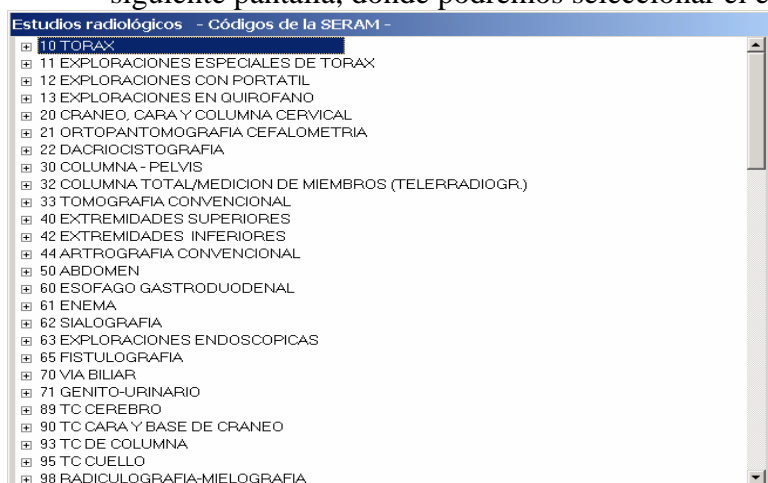 siguiente pantalla, donde podremos seleccionar el
Estudios radiológicos - Códigos de la SERAM -
10 TORAX
11 EXPLORACIONES ESPECIALES DE TORAX
12 EXPLORACIONES CON PORTATIL
13 EXPLORACIONES EN QUIROFANO
20 CRANEO, CARA Y COLUMNA CERVICAL
21 ORTOPANTOMOGRAFIA CEFALOMETRIA
22 DACRIOCISTOGRAFIA
30 COLUMNA - PELVIS
32 COLUMNA TOTAL/MEDICION DE MIEMBROS (TELERRADIOGR.)
33 TOMOGRAFIA CONVENCIONAL
40 EXTREMIDADES SUPERIORES
42 EXTREMIDADES INFERIORES
44 ARTROGRAFIA CONVENCIONAL
50 ABDOMEN
60 ESOFAGO GASTRODUODENAL
61 ENEMA
62 SIALOGRAFIA
63 EXPLORACIONES ENDOSCOPICAS
65 FISTULOGRAFIA
70 VIA BILIAR
71 GENITO-URINARIO
89 TC CEREBRO
90 TC CARA Y BASE DE CRANEO
93 TC DE COLUMNA
95 TC CUELLO
98 RADICULOGRAFIA-MIELOGRAFIA